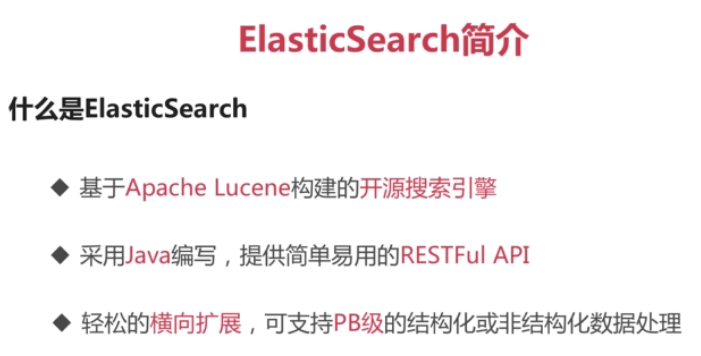 ElasticSearch简介
什么是ElasticSearch
◆ 基于Apache Lucene构建的开源搜索引擎
◆ 采用Java编写，提供简单易用的RESTFul API
◆ 轻松的横向扩展，可支持PB级的结构化或非结构化数据处理